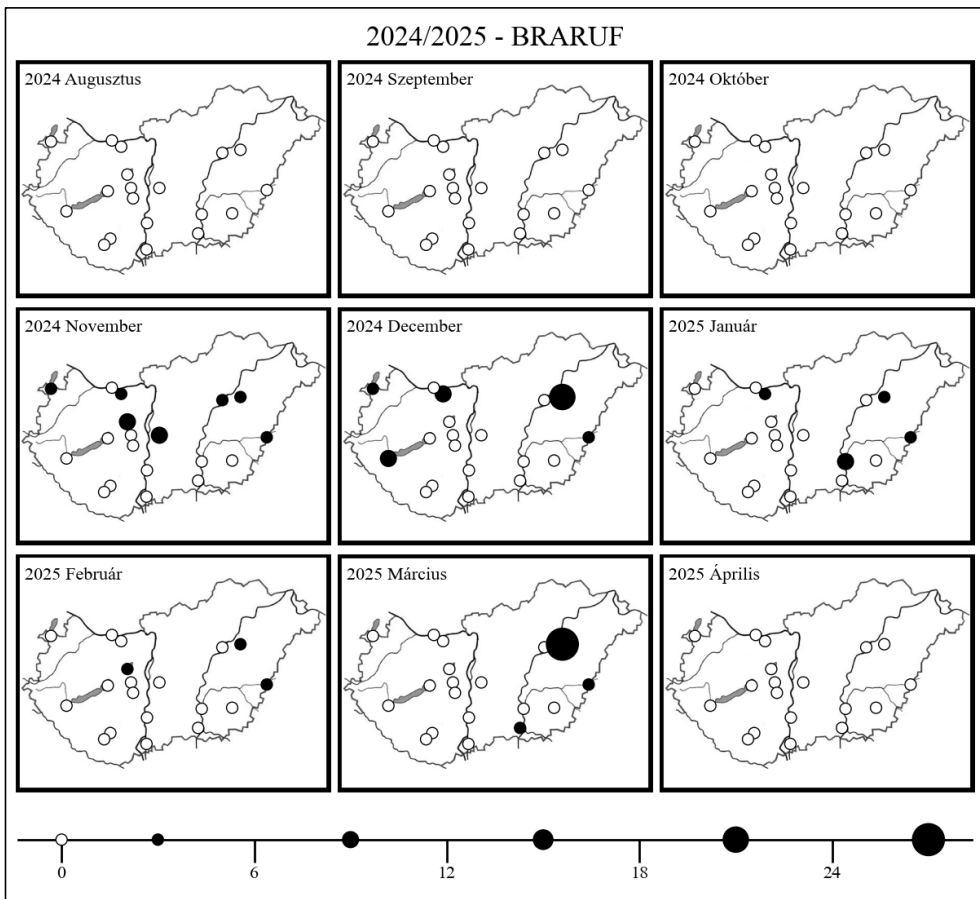 2024/2025 - BRARUF
2024 Augusztus
2024 Szeptember
2024 Október
2024 November
2024 December
2025 Január
2025 Február
2025 Március
2025 Április
0 6 12 18 24